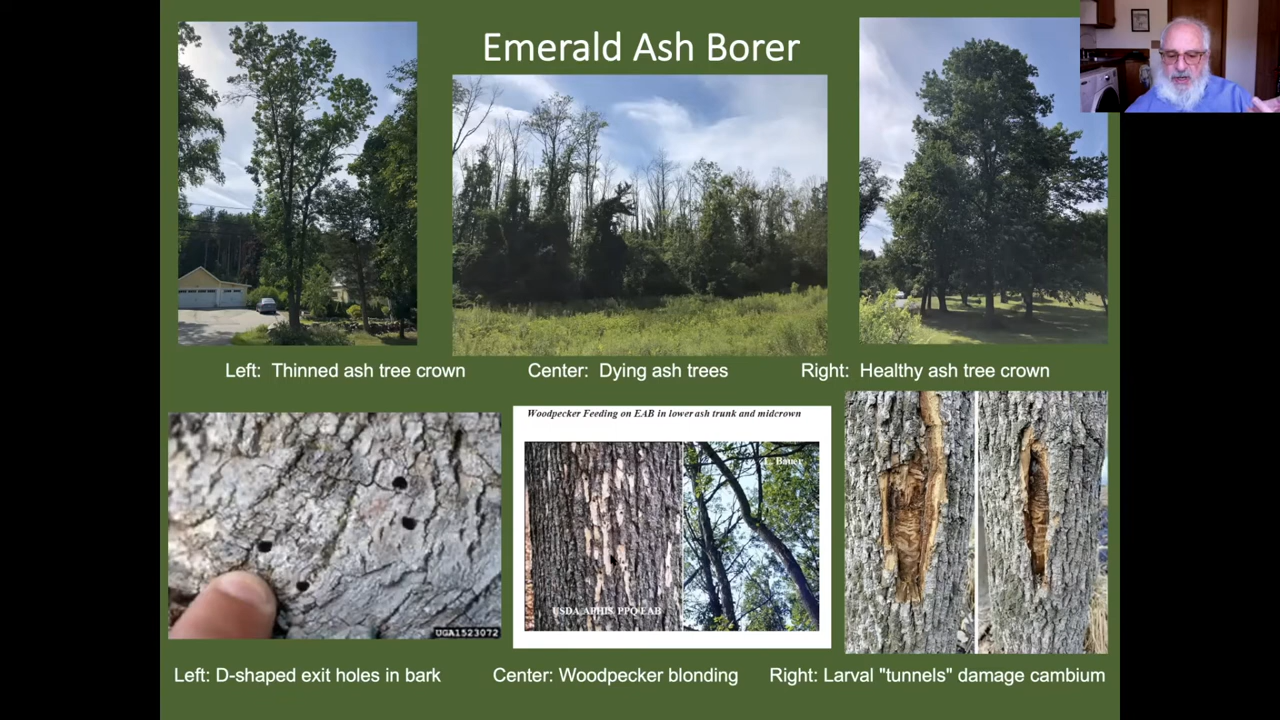 Emerald Ash Borer
Left: Thinned ash tree crown
Center: Dying ash trees
Right: Healthy ash tree crown
Woodpecker Feeding on EAB in lower ash trunk and midcrown
L. Bauer
USDA APHIS PPQ EAB
UGA1523072
Left: D-shaped exit holes in bark
Center: Woodpecker blonding
Right: Larval "tunnels" damage cambium